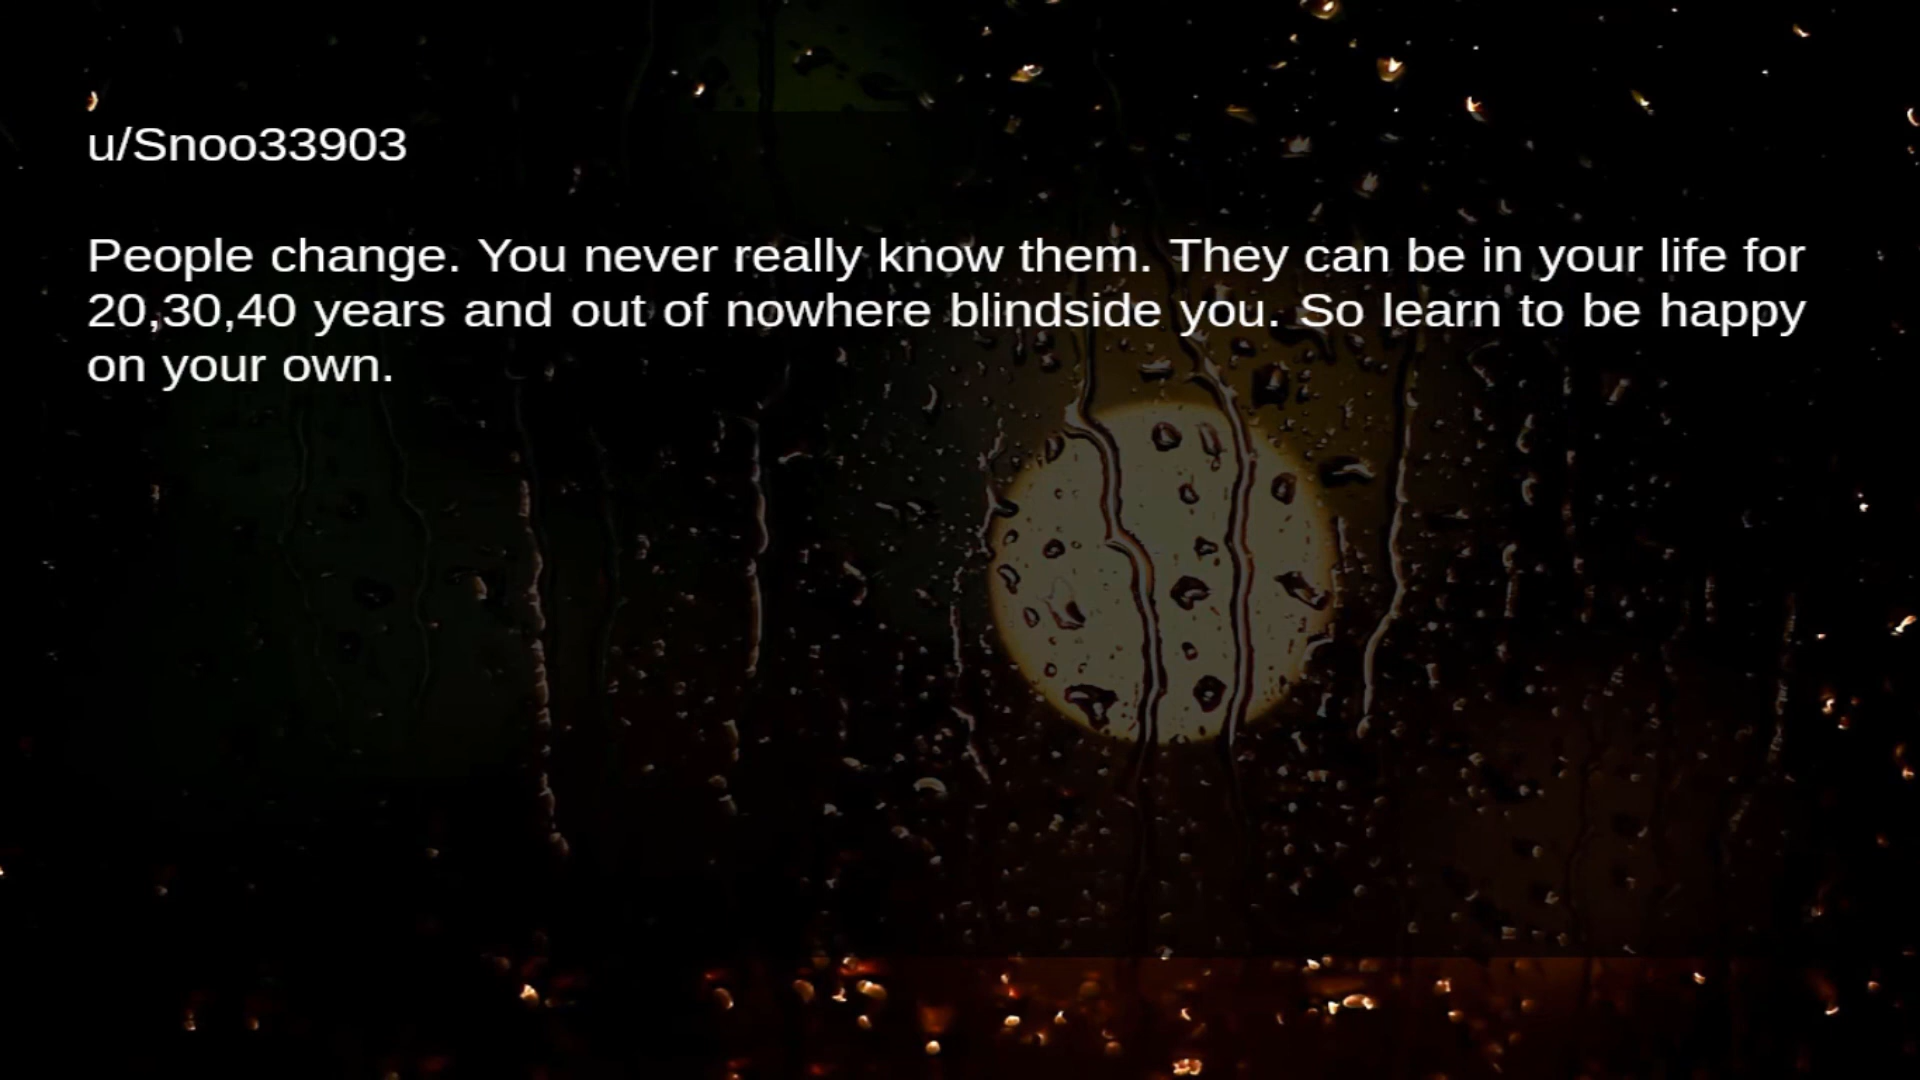 u/Snoo33903
People change. You never really know them. They can be in your life for
20,30,40 years and out of nowhere blindside you. So learn to be happy
on your own.